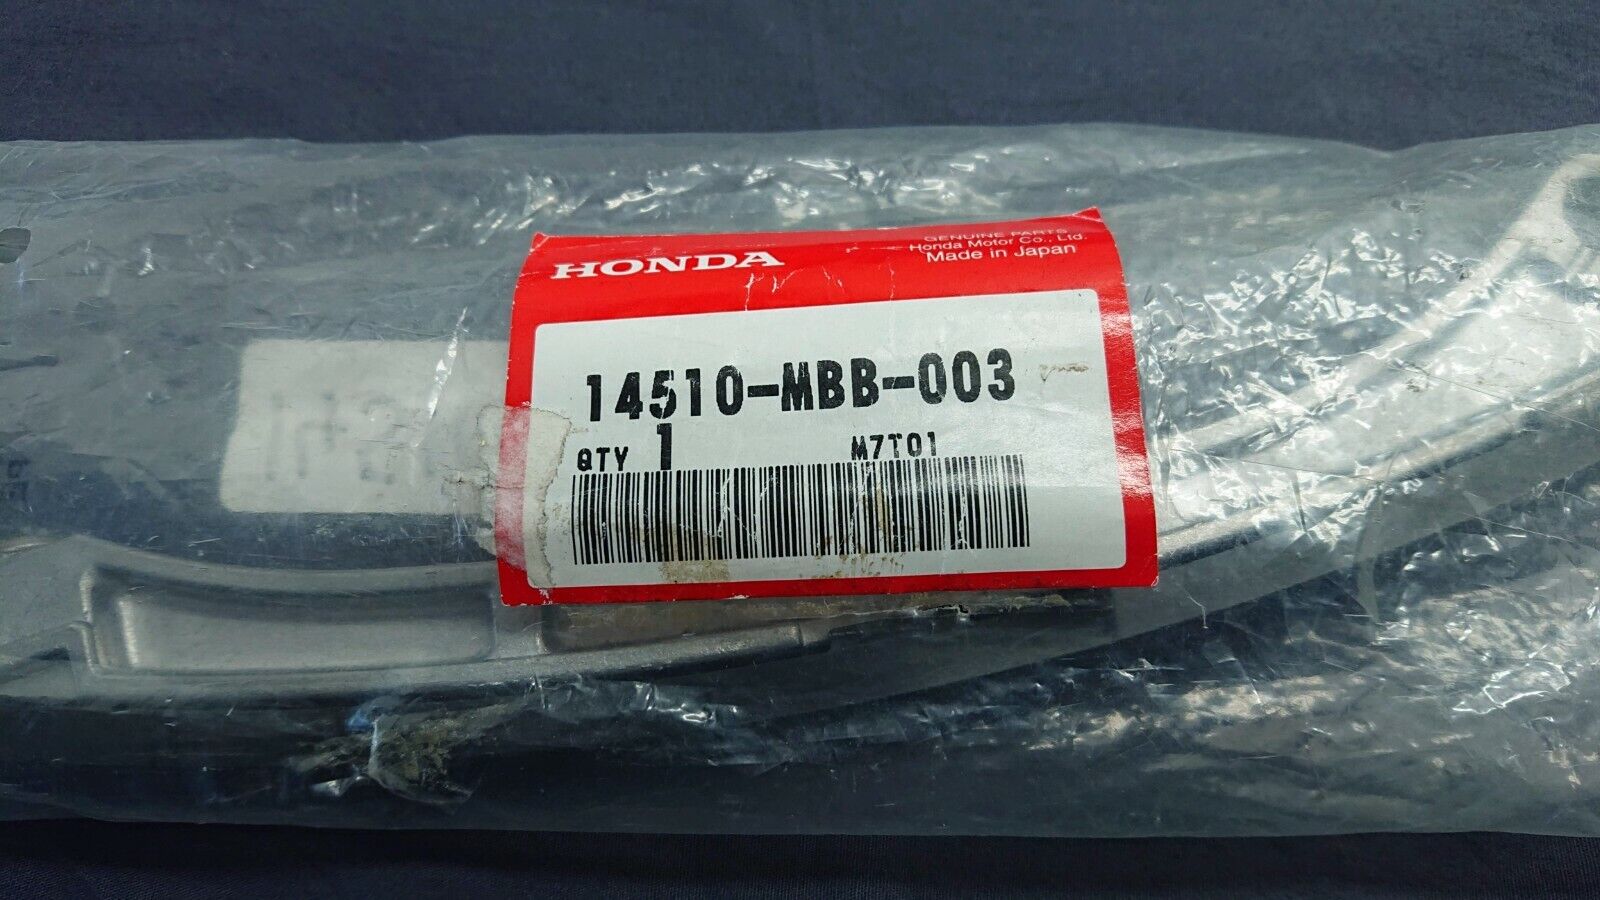 HONDA
GENUINE PARTS
Honda Motor Co., Ltd.
Made in Japan
14510-MBB-003
QTY 1 M7T01